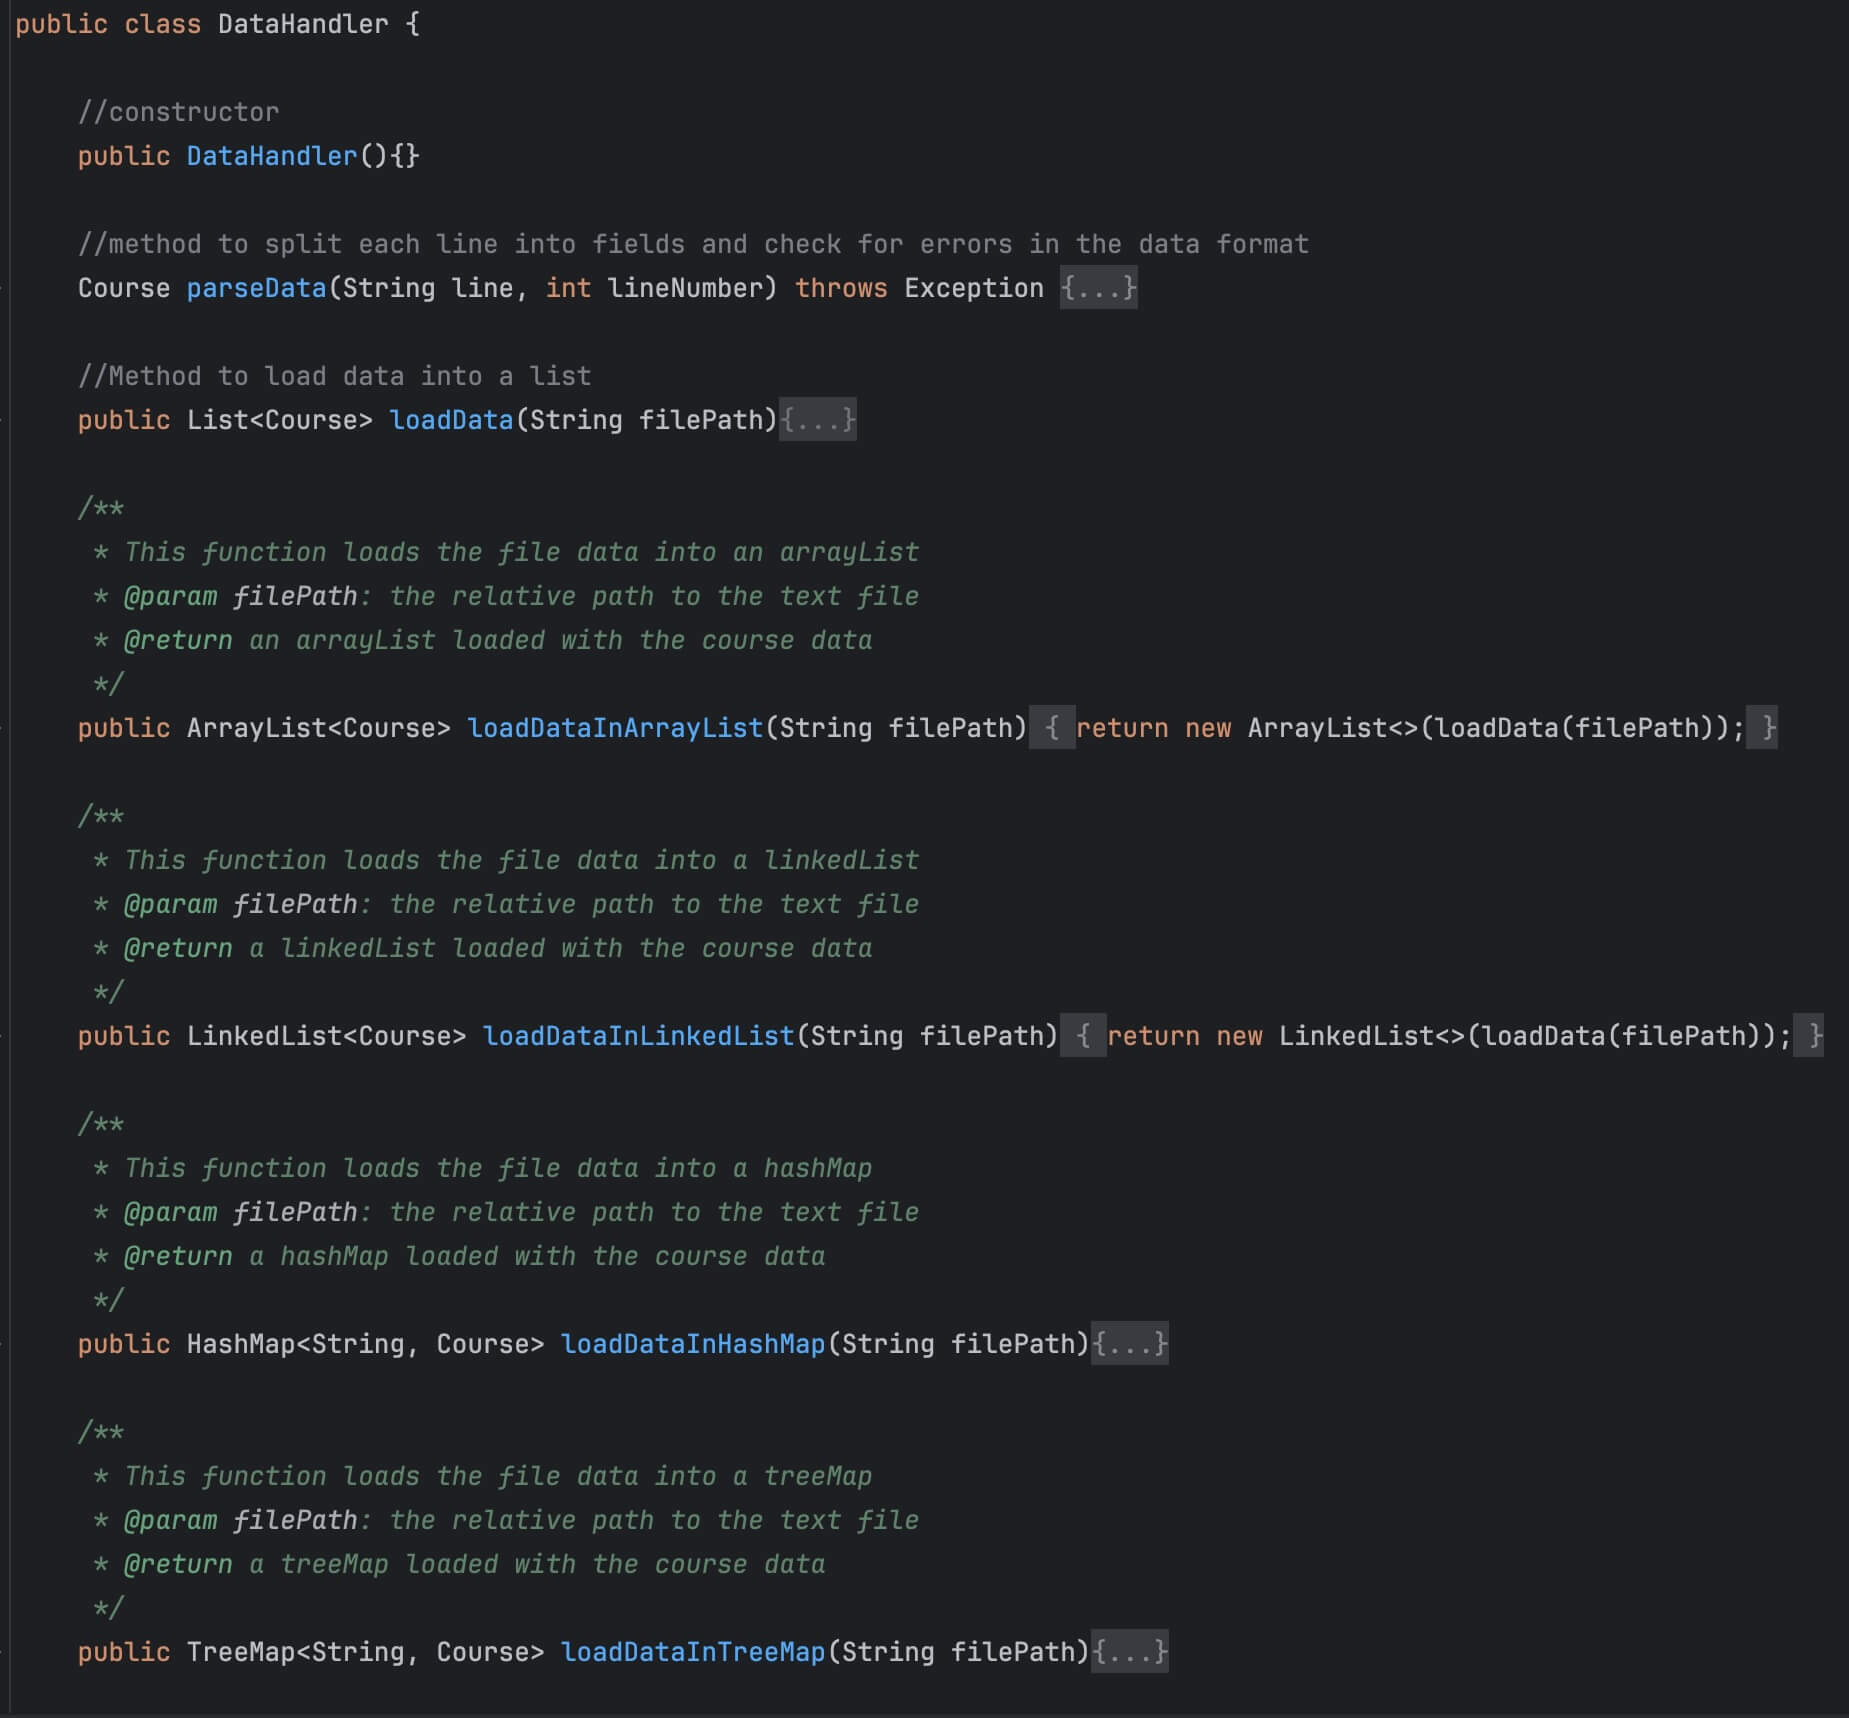 public class DataHandler {
//constructor
public DataHandler(){}
//method to split each line into fields and check for errors in the data format
Course parseData(String line, int lineNumber) throws Exception {...}
//Method to load data into a list
public List<Course> loadData(String filePath){...}
/**
* This function loads the file data into an arrayList
* @param filePath: the relative path to the text file
* @return an arrayList loaded with the course data
*/
public ArrayList<Course> loadDataInArrayList(String filePath) { return new ArrayList<>(loadData(filePath)); }
/**
* This function loads the file data into a linkedList
* @param filePath: the relative path to the text file
* @return a linkedList loaded with the course data
*/
public LinkedList<Course> loadDataInLinkedList(String filePath) { return new LinkedList<>(loadData(filePath)); }
/**
* This function loads the file data into a hashMap
* @param filePath: the relative path to the text file
* @return a hashMap loaded with the course data
*/
public HashMap<String, Course> loadDataInHashMap(String filePath){...}
/**
* This function loads the file data into a treeMap
* @param filePath: the relative path to the text file
* @return a treeMap loaded with the course data
*/
public TreeMap<String, Course> loadDataInTreeMap(String filePath){...}